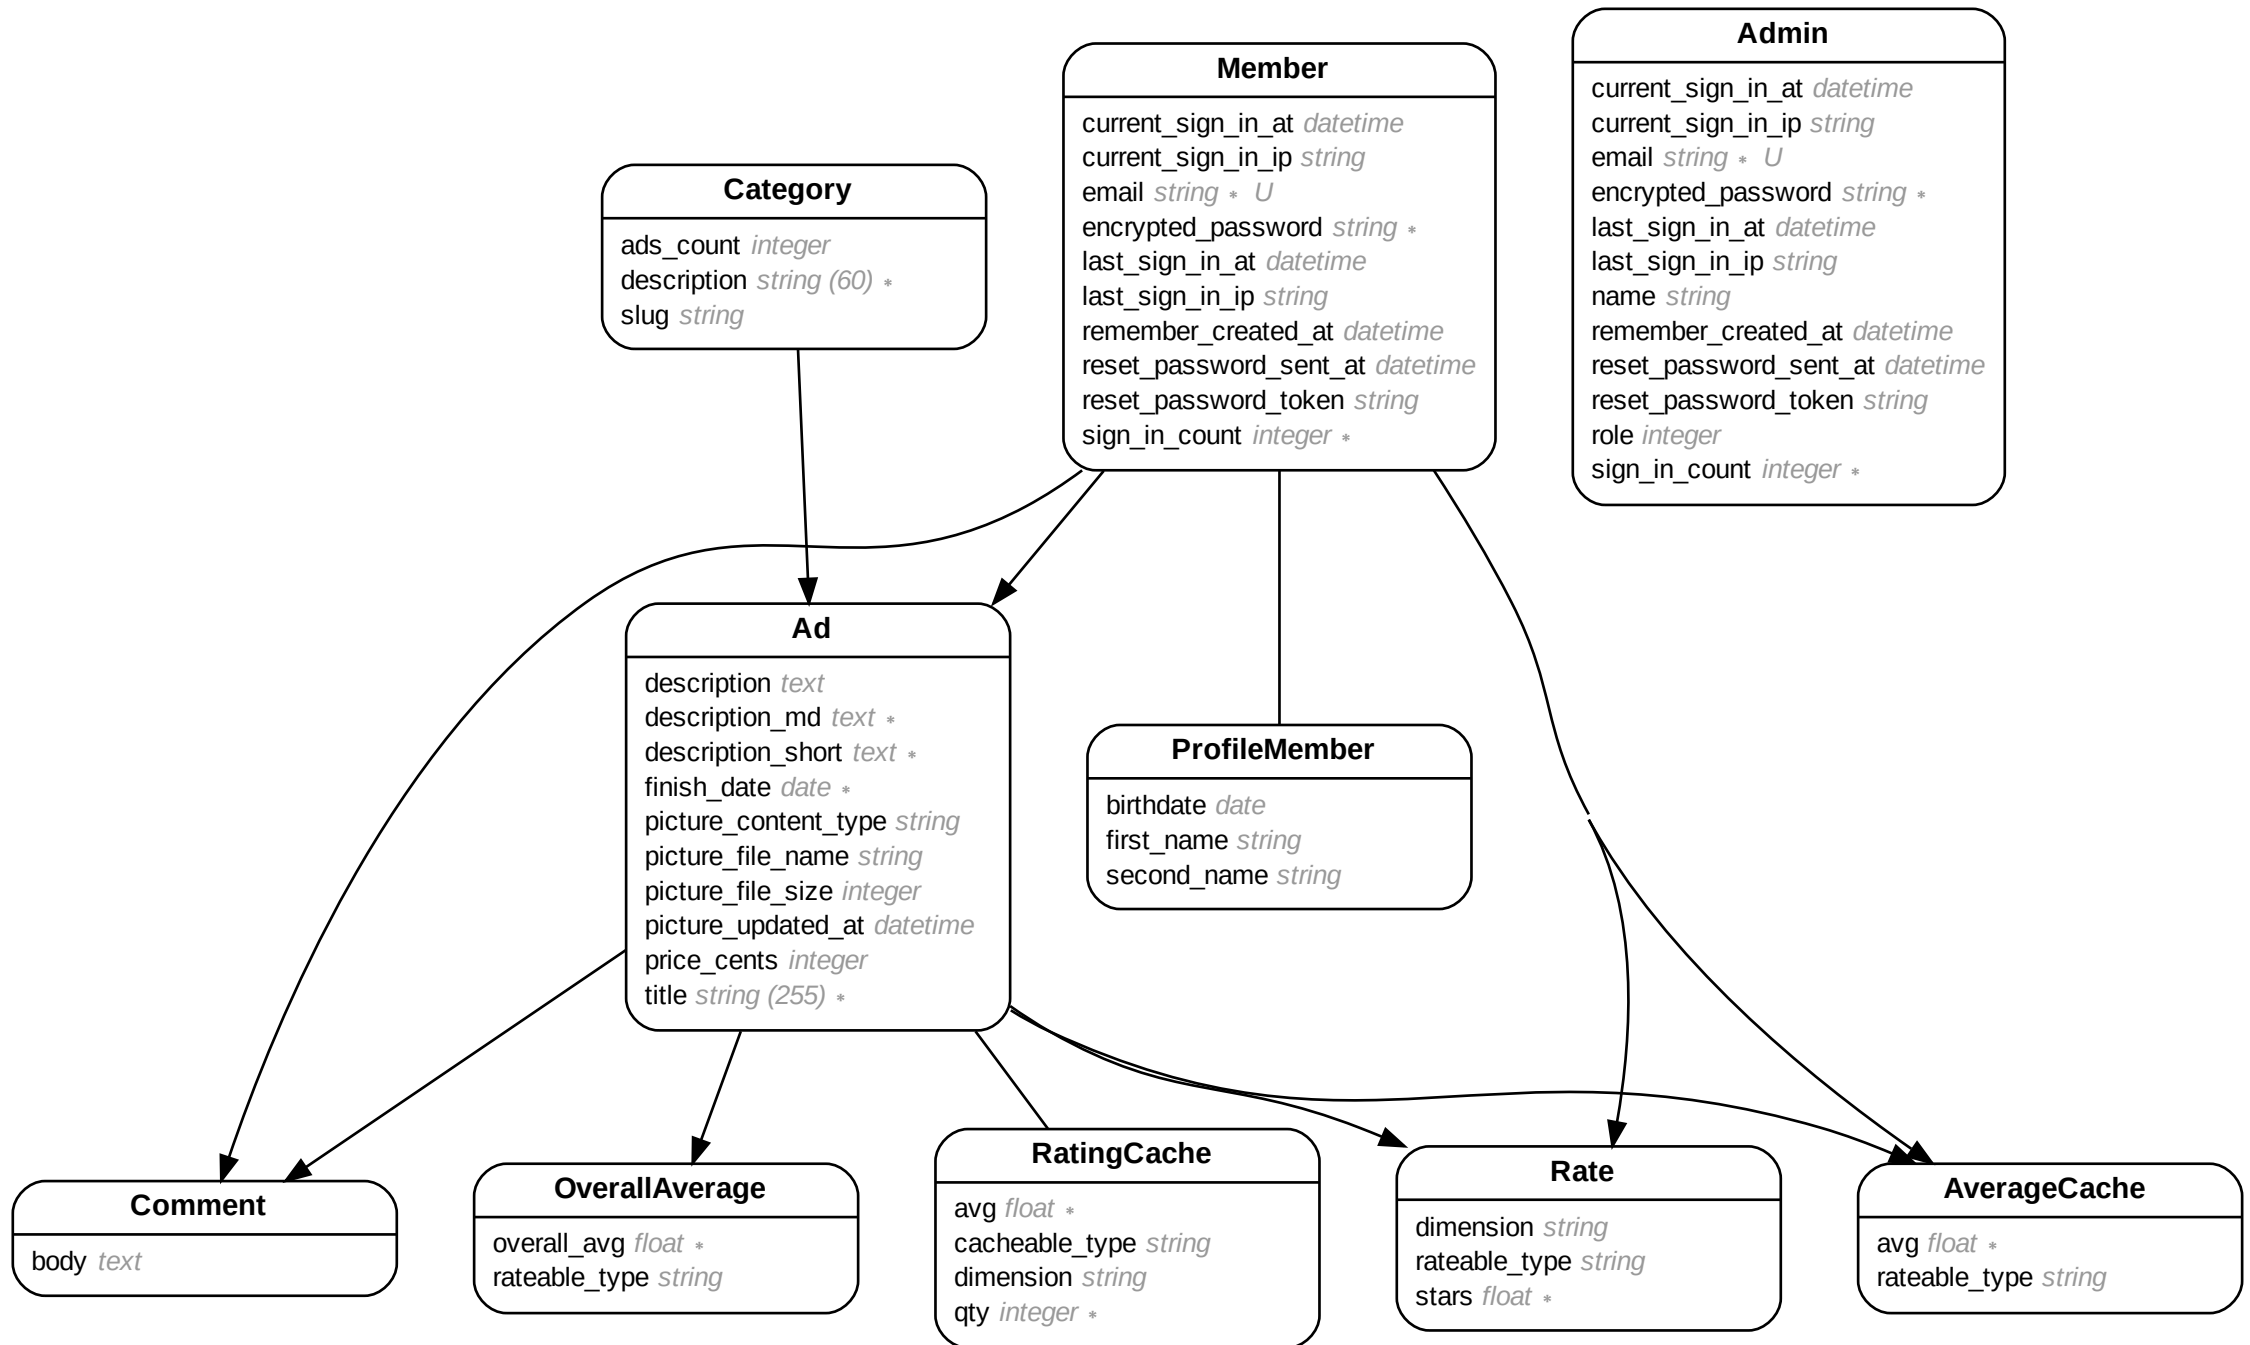 Admin
current_sign_in_at datetime
current_sign_in_ip string
email string * U
encrypted_password string *
last_sign_in_at datetime
last_sign_in_ip string
name string
remember_created_at datetime
reset_password_sent_at datetime
reset_password_token string
role integer
sign_in_count integer *
Member
current_sign_in_at datetime
current_sign_in_ip string
email string * U
encrypted_password string *
last_sign_in_at datetime
last_sign_in_ip string
remember_created_at datetime
reset_password_sent_at datetime
reset_password_token string
sign_in_count integer *
Category
ads_count integer
description string (60) *
slug string
Ad
description text
description_md text *
description_short text *
finish_date date *
picture_content_type string
picture_file_name string
picture_file_size integer
picture_updated_at datetime
price_cents integer
title string (255) *
ProfileMember
birthdate date
first_name string
second_name string
Comment
body text
OverallAverage
overall_avg float *
rateable_type string
RatingCache
avg float *
cacheable_type string
dimension string
qty integer *
Rate
dimension string
rateable_type string
stars float *
AverageCache
avg float *
rateable_type string